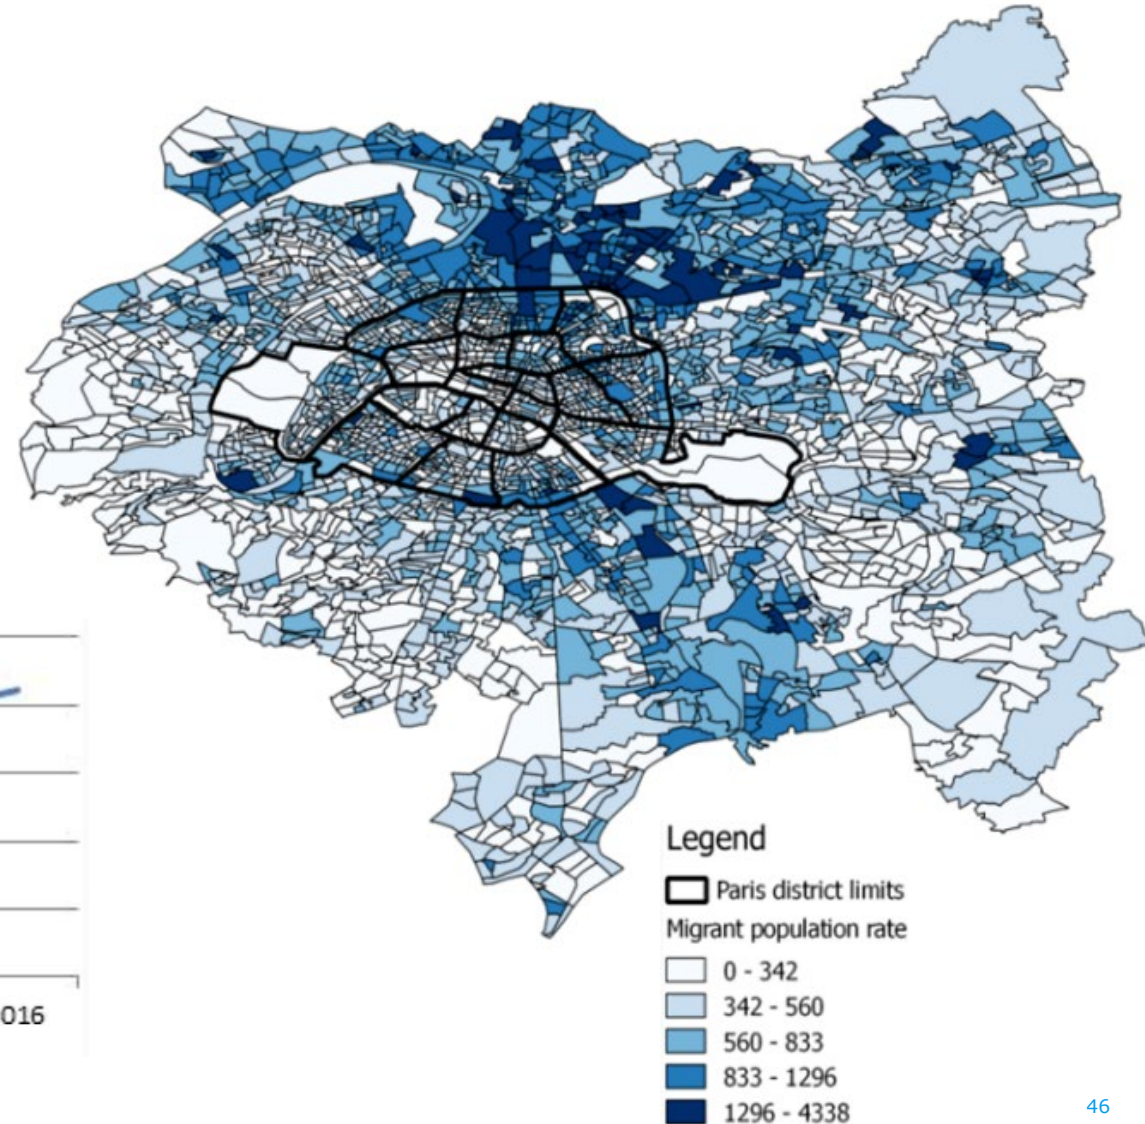 Legend
Paris district limits
Migrant population rate
0 - 342
342 - 560
560 - 833
833 - 1296
1296 - 4338
016
46